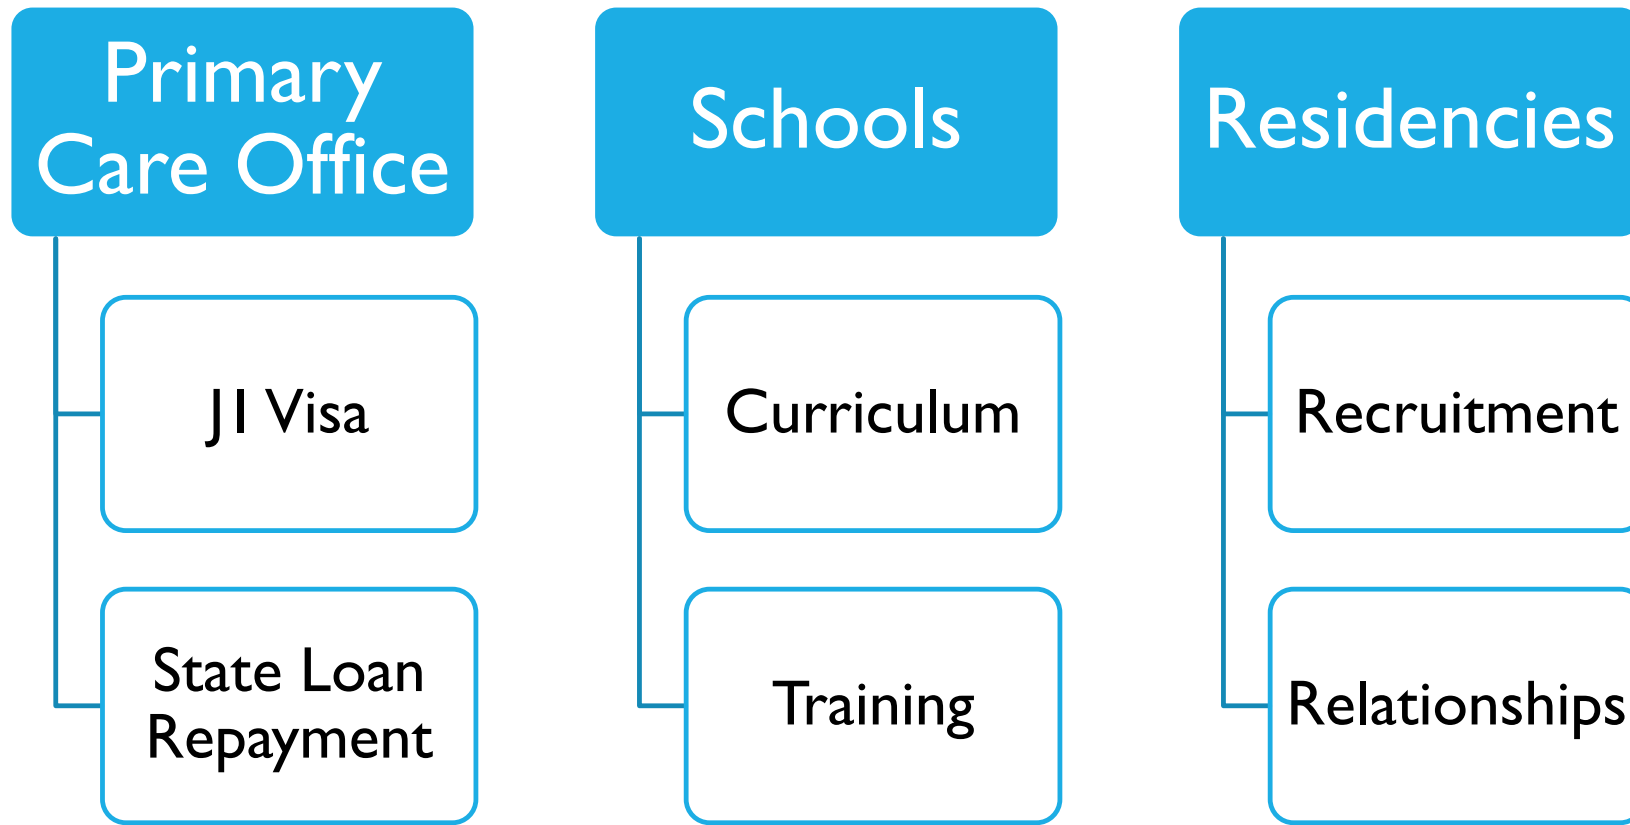 Primary
Care Office
J1 Visa
State Loan
Repayment
Schools
Curriculum
Training
Residencies
Recruitment
Relationships